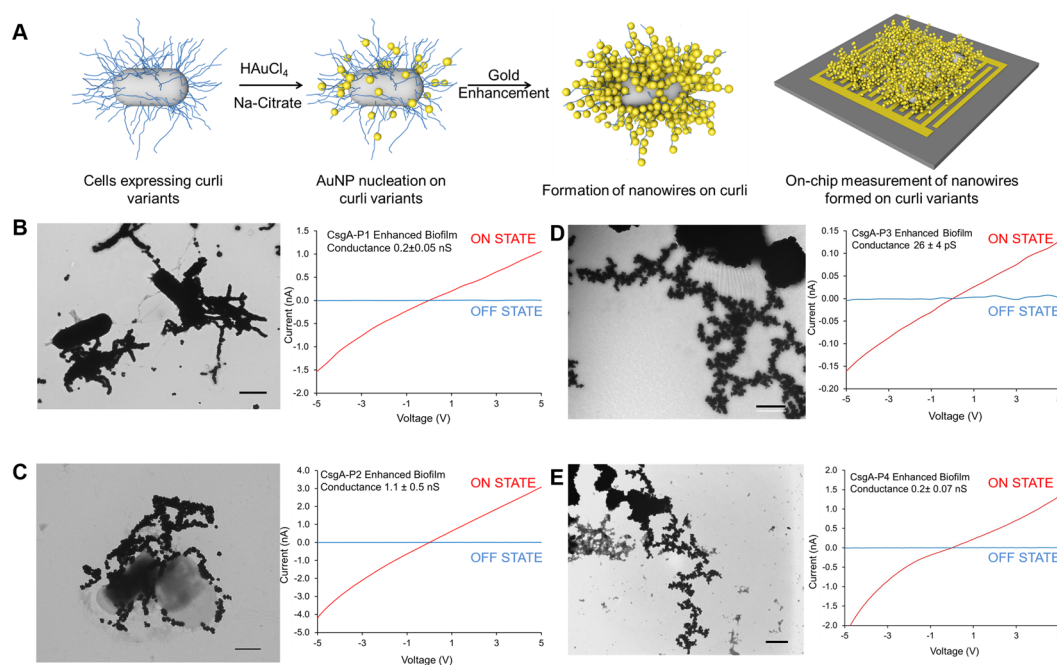 A
HAuCl4
Na-Citrate
Gold
Enhancement
Cells expressing curli
variants
AuNP nucleation on
curli variants
Formation of nanowires on curli
On-chip measurement of nanowires
formed on curli variants
B
CsgA-P1 Enhanced Biofilm
Conductance 0.2±0.05 nS
ON STATE
OFF STATE
Current (nA)
1.5
1.0
0.5
0.0
-0.5
-1.0
-1.5
-2.0
-5 -3 -1 1 3 5
Voltage (V)
D
CsgA-P3 Enhanced Biofilm
Conductance 26 ± 4 pS
ON STATE
OFF STATE
Current (nA)
0.15
0.10
0.05
0.00
-0.05
-0.10
-0.15
-0.20
-5 -3 -1 1 3
Voltage (V)
C
CsgA-P2 Enhanced Biofilm
Conductance 1.1 ± 0.5 nS
ON STATE
OFF STATE
Current (nA)
4.0
3.0
2.0
1.0
0.0
-1.0
-2.0
-3.0
-4.0
-5.0
-5 -3 -1 1 3 5
Voltage (V)
E
CsgA-P4 Enhanced Biofilm
Conductance 0.2± 0.07 nS
ON STATE
OFF STATE
Current (nA)
2.0
1.5
1.0
0.5
0.0
-0.5
-1.0
-1.5
-2.0
-5 -3 -1 1 3
Voltage (V)